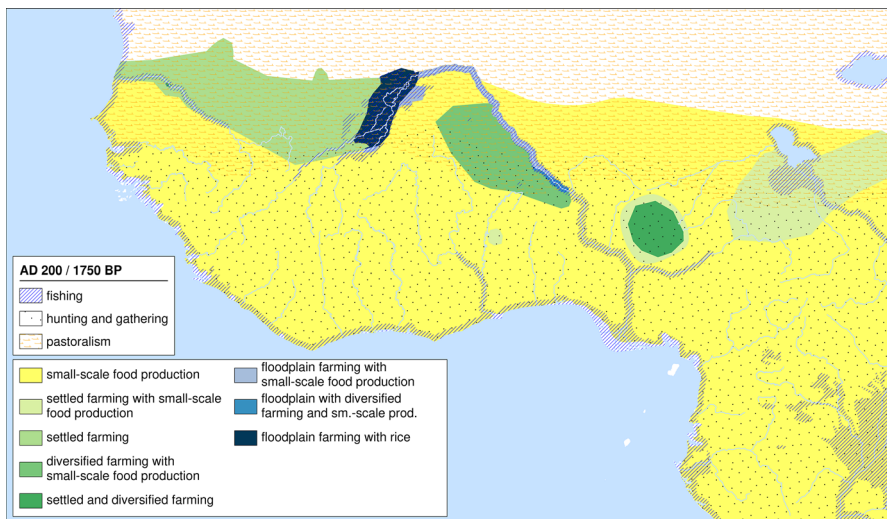 AD 200 / 1750 BP
fishing
hunting and gathering
pastoralism
small-scale food production
settled farming with small-scale
food production
settled farming
diversified farming with
small-scale food production
settled and diversified farming
floodplain farming with
small-scale food production
floodplain with diversified
farming and sm.-scale prod.
floodplain farming with rice